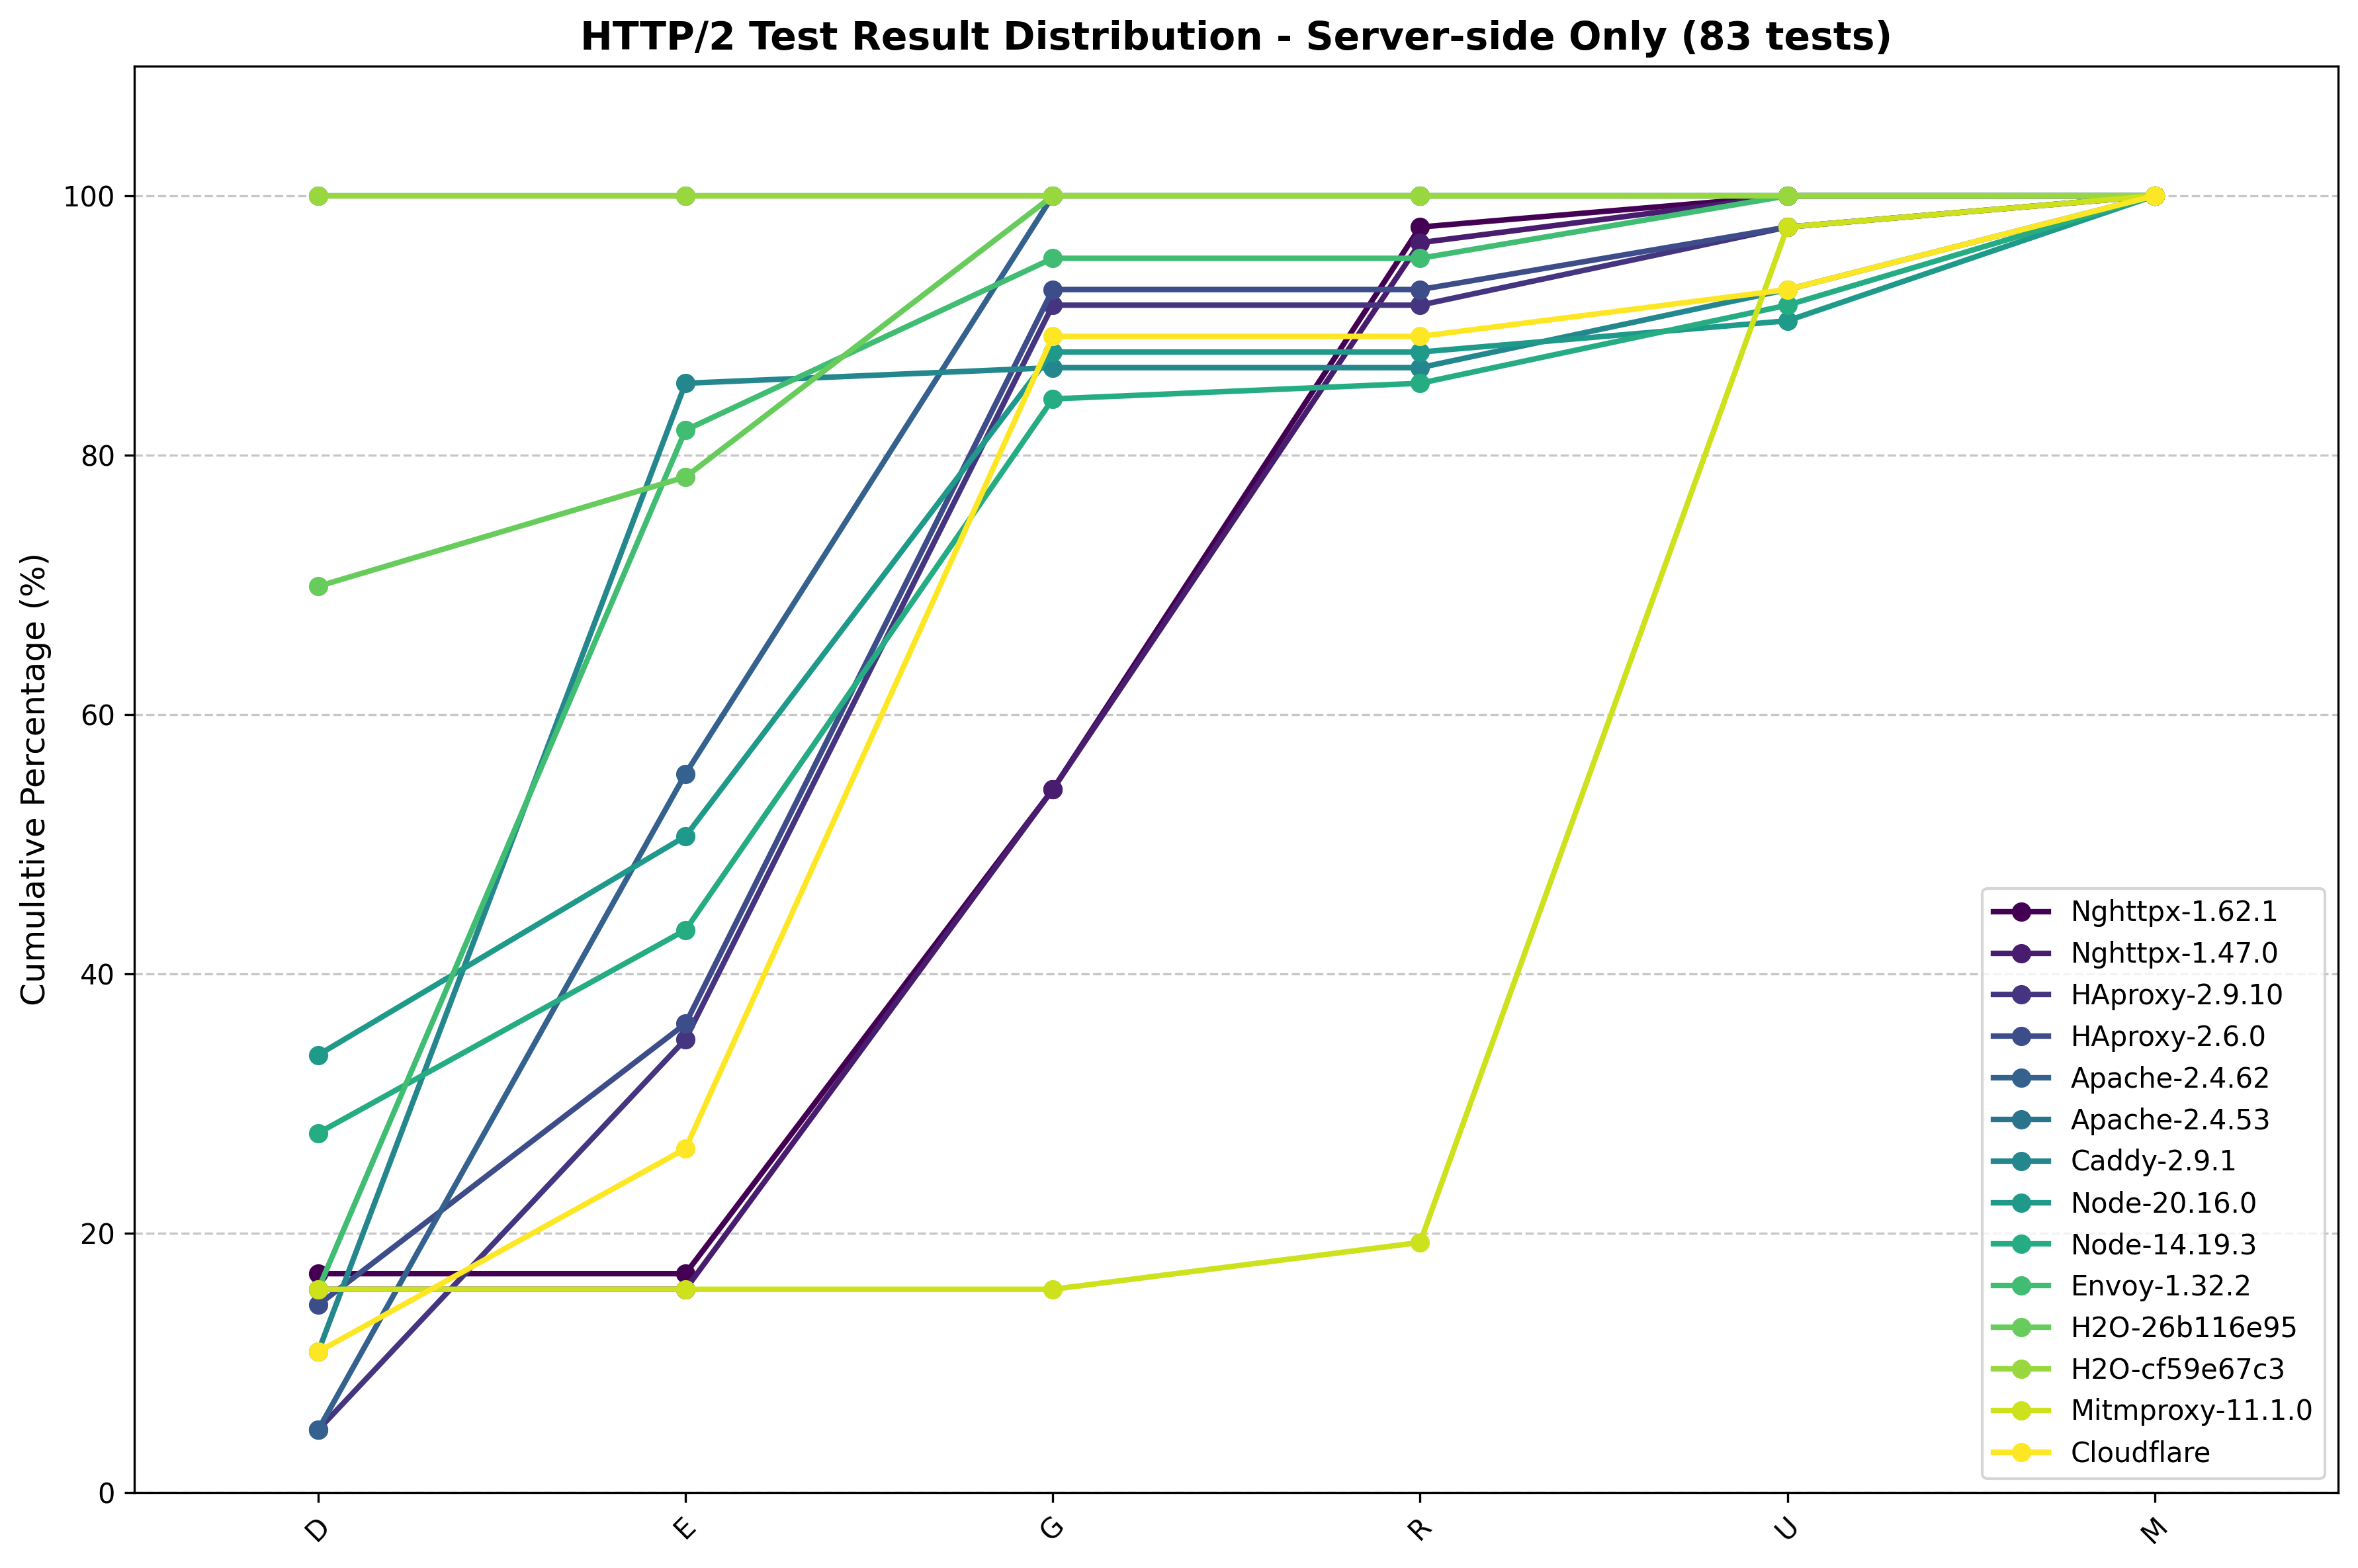 HTTP/2 Test Result Distribution - Server-side Only (83 tests)
Cumulative Percentage (%)
100
80
60
40
20
0
D
E
G
R
U
M
Nghttpx-1.62.1
Nghttpx-1.47.0
HAproxy-2.9.10
HAproxy-2.6.0
Apache-2.4.62
Apache-2.4.53
Caddy-2.9.1
Node-20.16.0
Node-14.19.3
Envoy-1.32.2
H2O-26b116e95
H2O-cf59e67c3
Mitmproxy-11.1.0
Cloudflare